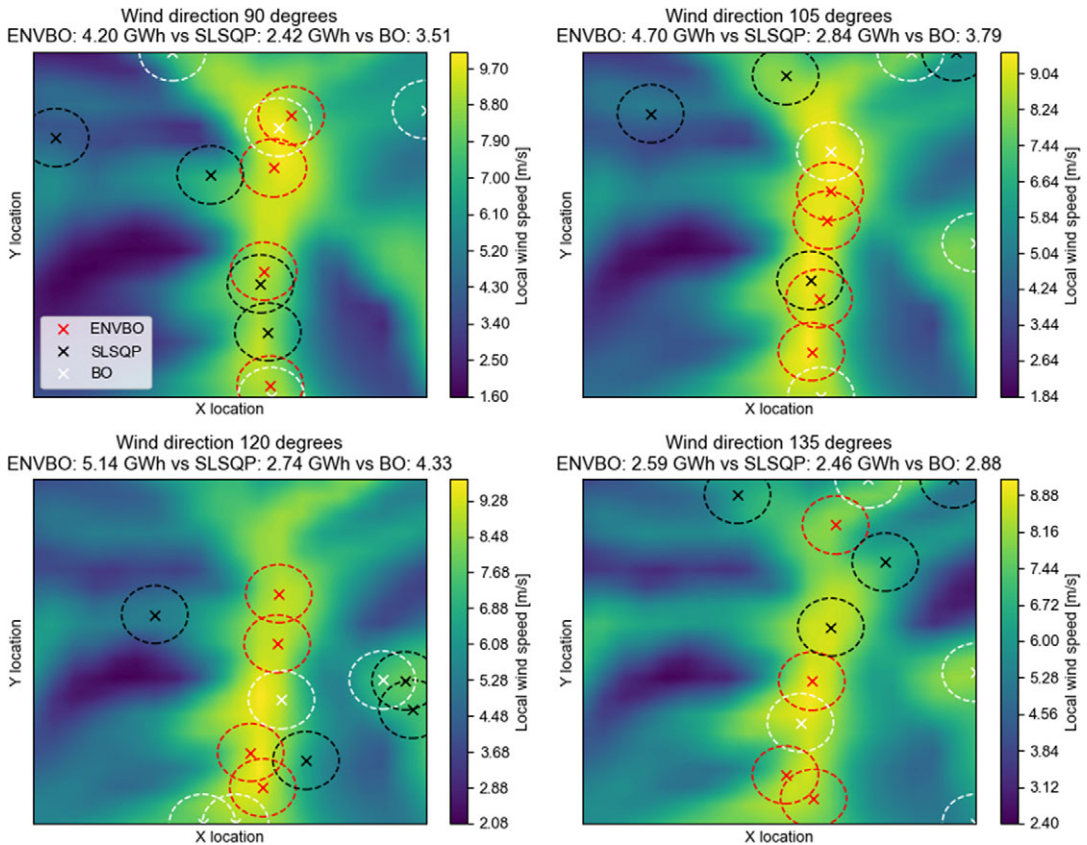 Wind direction 90 degrees
ENVBO: 4.20 GWh vs SLSQP: 2.42 GWh vs BO: 3.51
Y location
ENVBO
SLSQP
BO
X location
9.70
8.80
7.90
7.00
6.10
5.20
4.30
3.40
2.50
1.60
Local wind speed [m/s]
Wind direction 105 degrees
ENVBO: 4.70 GWh vs SLSQP: 2.84 GWh vs BO: 3.79
Y location
X location
9.04
8.24
7.44
6.64
5.84
5.04
4.24
3.44
2.64
1.84
Local wind speed [m/s]
Wind direction 120 degrees
ENVBO: 5.14 GWh vs SLSQP: 2.74 GWh vs BO: 4.33
Y location
X location
9.28
8.48
7.68
6.88
6.08
5.28
4.48
3.68
2.88
2.08
Local wind speed [m/s]
Wind direction 135 degrees
ENVBO: 2.59 GWh vs SLSQP: 2.46 GWh vs BO: 2.88
Y location
X location
8.88
8.16
7.44
6.72
6.00
5.28
4.56
3.84
3.12
2.40
Local wind speed [m/s]